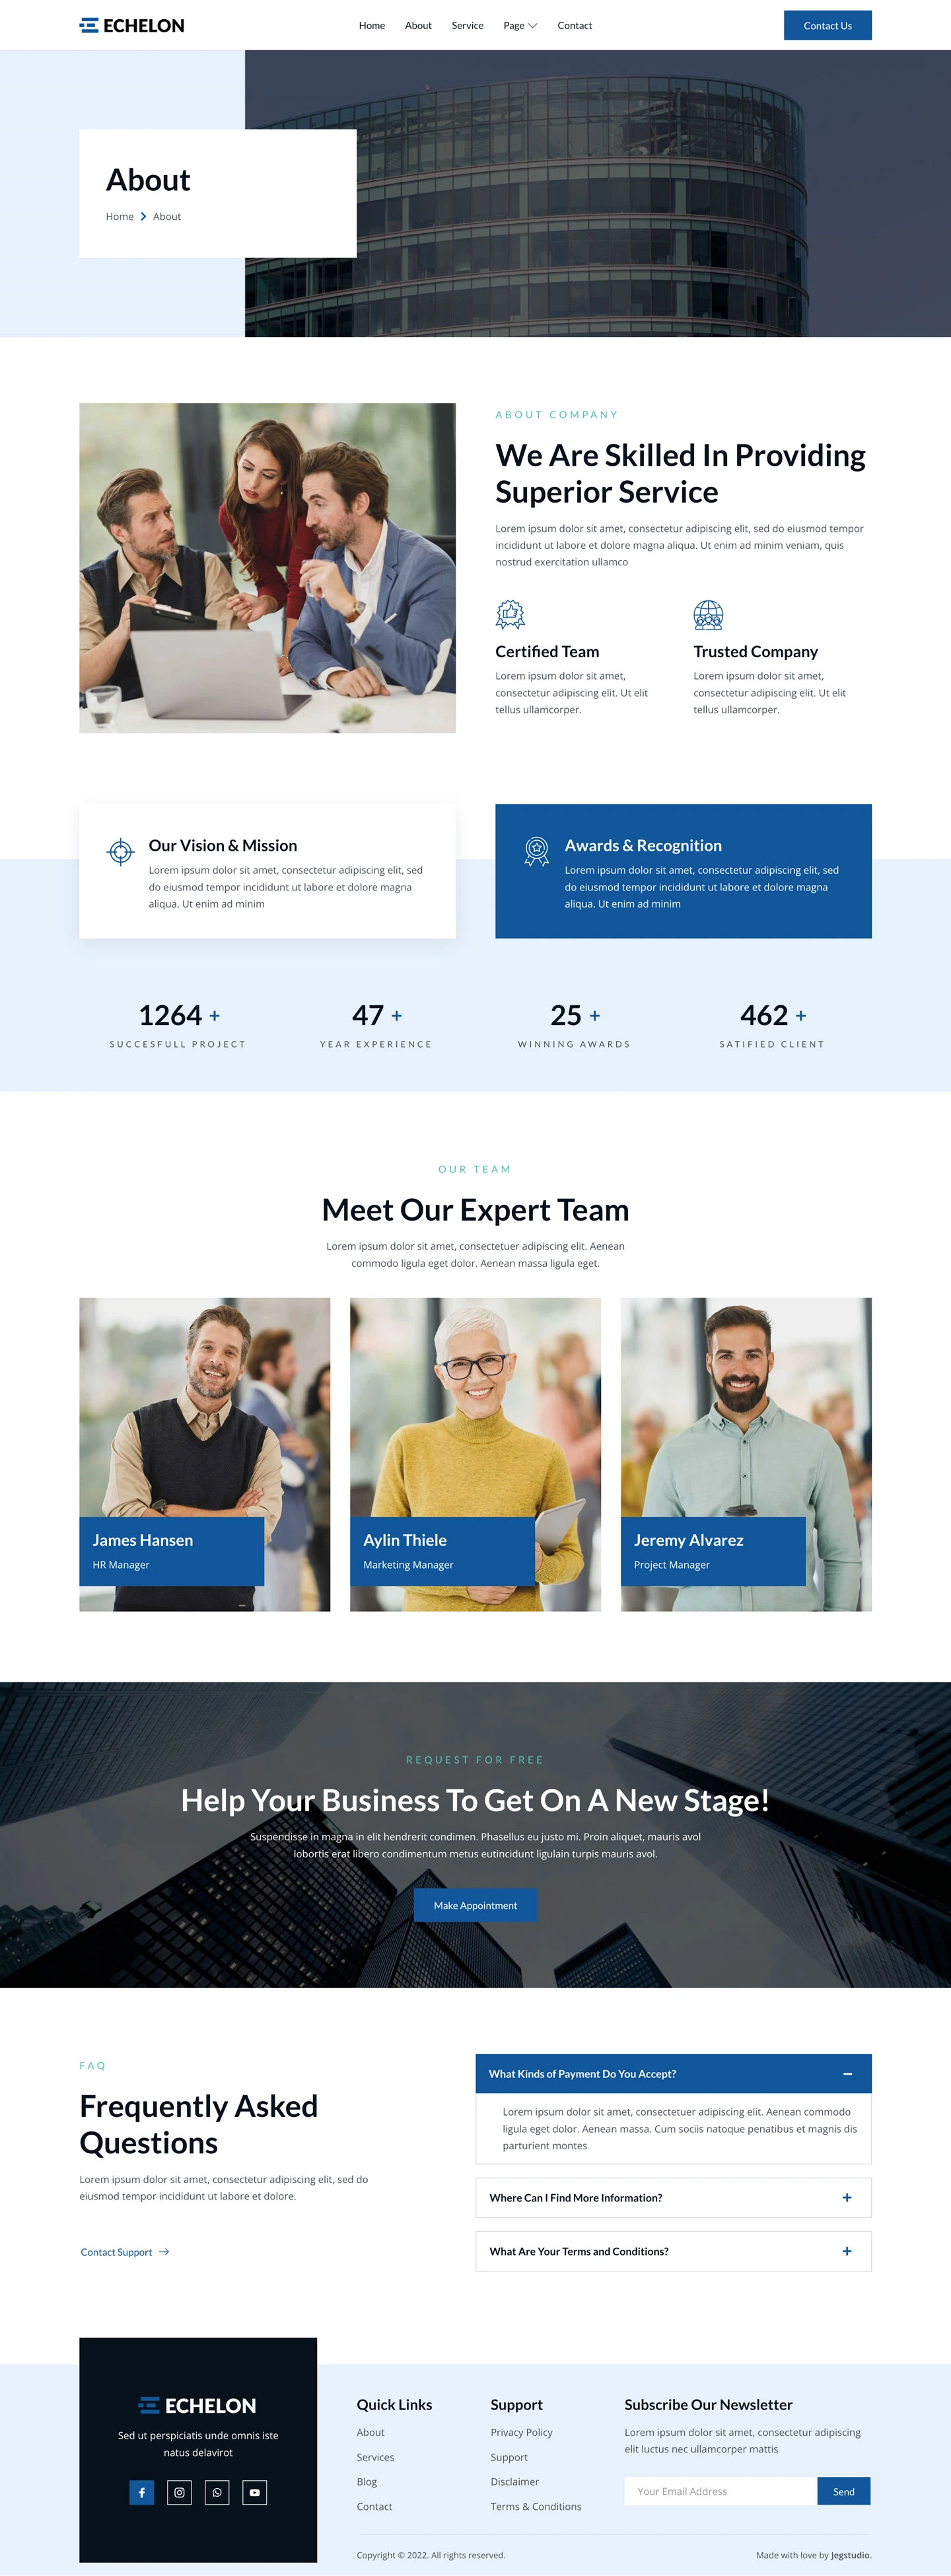 ECHELON
Home About Service Page Contact
Contact Us
About
Home About
ABOUT COMPANY
We Are Skilled In Providing
Superior Service
Lorem ipsum dolor sit amet, consectetur adipiscing elit, sed do eiusmod tempor
incididunt ut labore et dolore magna aliqua. Ut enim ad minim veniam, quis
nostrud exercitation ullamco
Certified Team
Lorem ipsum dolor sit amet,
consectetur adipiscing elit. Ut elit
tellus ullamcorper.
Trusted Company
Lorem ipsum dolor sit amet,
consectetur adipiscing elit. Ut elit
tellus ullamcorper.
Our Vision & Mission
Lorem ipsum dolor sit amet, consectetur adipiscing elit, sed
do eiusmod tempor incididunt ut labore et dolore magna
aliqua. Ut enim ad minim
Awards & Recognition
Lorem ipsum dolor sit amet, consectetur adipiscing elit, sed
do eiusmod tempor incididunt ut labore et dolore magna
aliqua. Ut enim ad minim
1264 +
SUCCESFULL PROJECT
47 +
YEAR EXPERIENCE
25 +
WINNING AWARDS
462 +
SATIFIED CLIENT
OUR TEAM
Meet Our Expert Team
Lorem ipsum dolor sit amet, consectetuer adipiscing elit. Aenean
commodo ligula eget dolor. Aenean massa ligula eget.
James Hansen
HR Manager
Aylin Thiele
Marketing Manager
Jeremy Alvarez
Project Manager
REQUEST FOR FREE
Help Your Business To Get On A New Stage!
Suspendisse in magna in elit hendrerit condimen. Phasellus eu justo mi. Proin aliquet, mauris avol
lobortis erat libero condimentum metus eutincidunt ligulain turpis mauris avol.
Make Appointment
FAQ
Frequently Asked
Questions
Lorem ipsum dolor sit amet, consectetur adipiscing elit, sed do
eiusmod tempor incididunt ut labore et dolore.
Contact Support
What Kinds of Payment Do You Accept?
Lorem ipsum dolor sit amet, consectetuer adipiscing elit. Aenean commodo
ligula eget dolor. Aenean massa. Cum sociis natoque penatibus et magnis dis
parturient montes
Where Can I Find More Information?
What Are Your Terms and Conditions?
ECHELON
Sed ut perspiciatis unde omnis iste
natus delavirot
Quick Links
About
Services
Blog
Contact
Support
Privacy Policy
Support
Disclaimer
Terms & Conditions
Subscribe Our Newsletter
Lorem ipsum dolor sit amet, consectetur adipiscing
elit luctus nec ullamcorper mattis
Your Email Address
Send
Copyright © 2022. All rights reserved.
Made with love by Jegstudio.